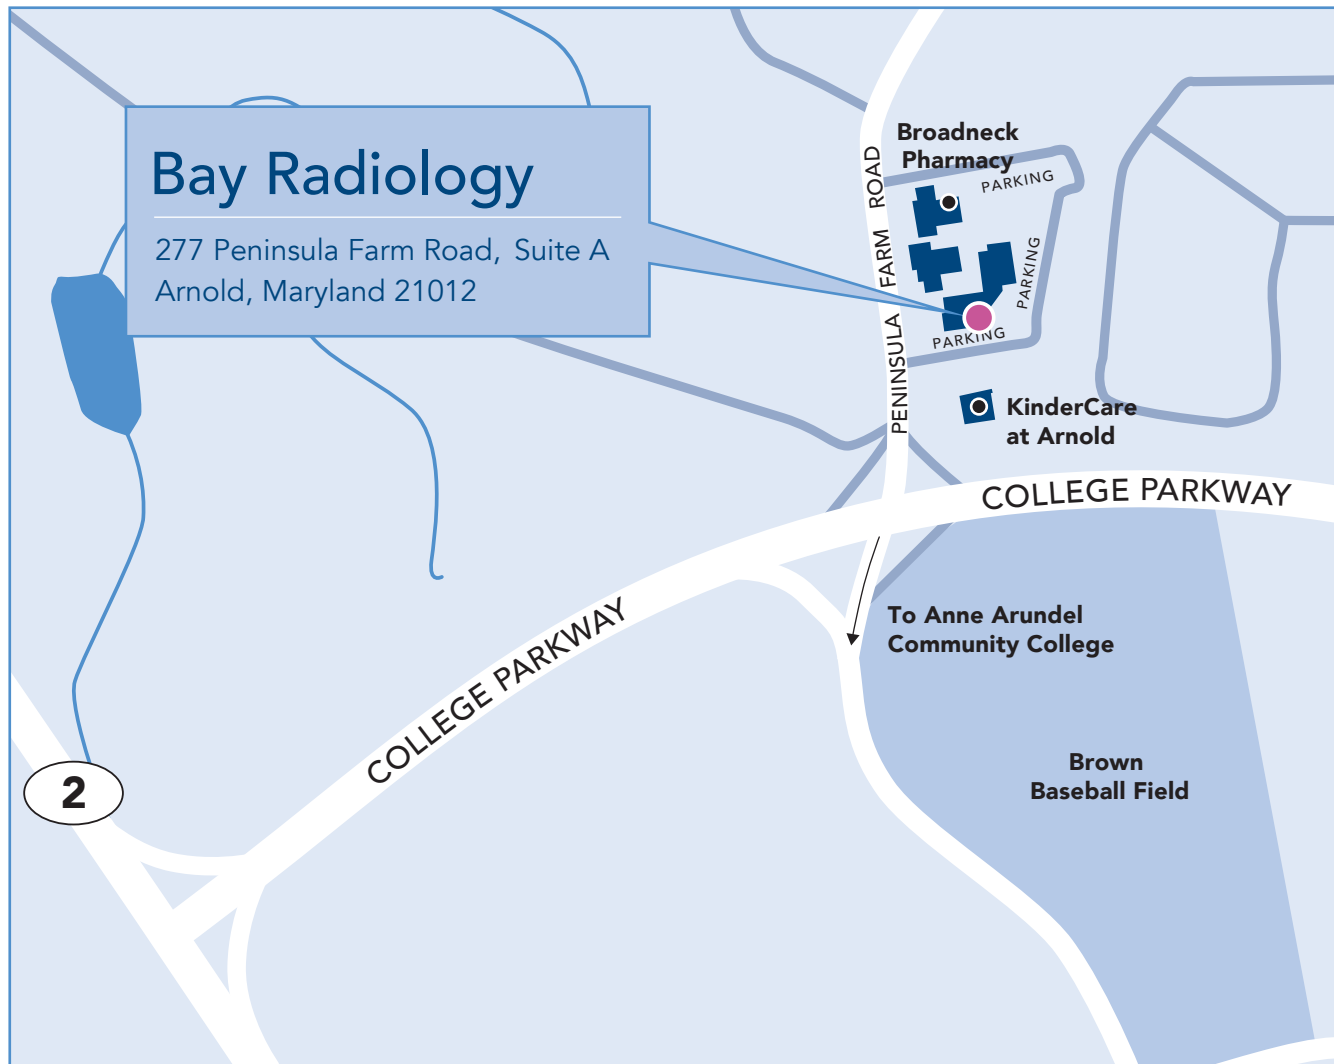 Bay Radiology
277 Peninsula Farm Road, Suite A
Arnold, Maryland 21012
Broadneck
Pharmacy
PARKING
PARKING
PARKING
PENINSULA FARM ROAD
KinderCare
at Arnold
COLLEGE PARKWAY
To Anne Arundel
Community College
COLLEGE PARKWAY
Brown
Baseball Field
2